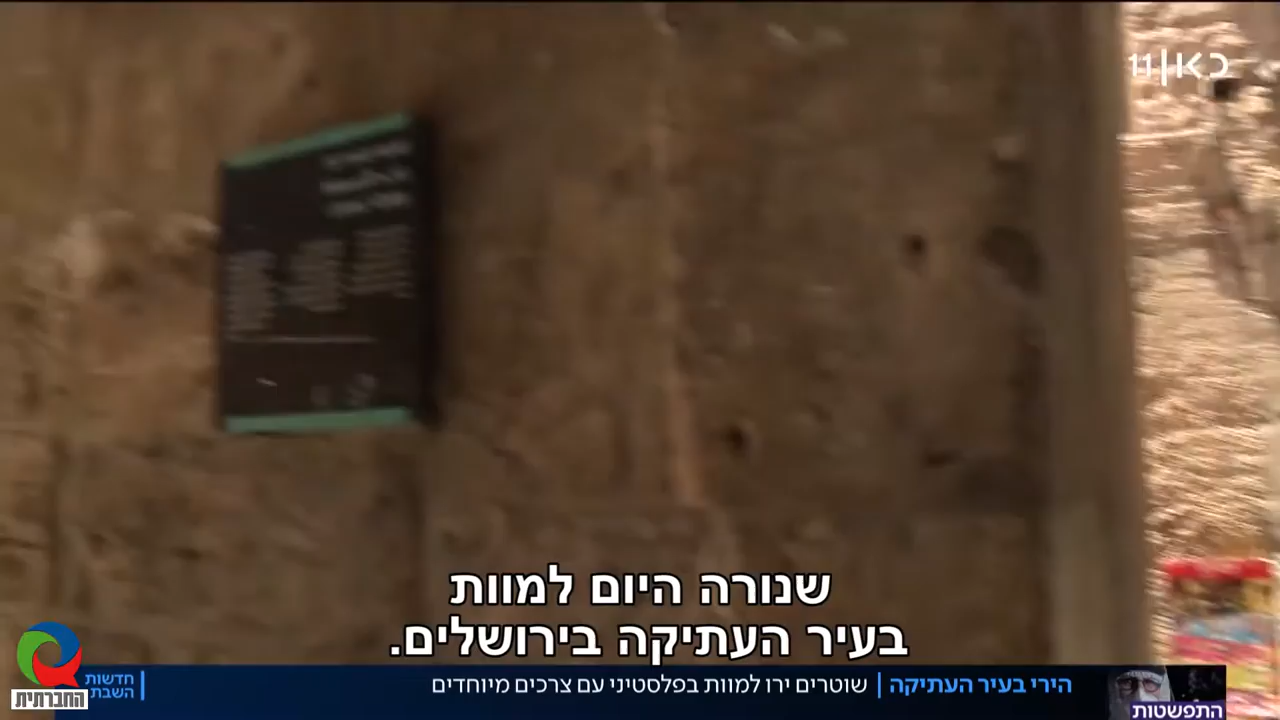 כאן 11
שנורה היום למוות
בעיר העתיקה בירושלים.
הירי בעיר העתיקה | שוטרים ירו למוות בפלסטיני עם צרכים מיוחדים
חדשות
השבת
התפשטות
החברתית